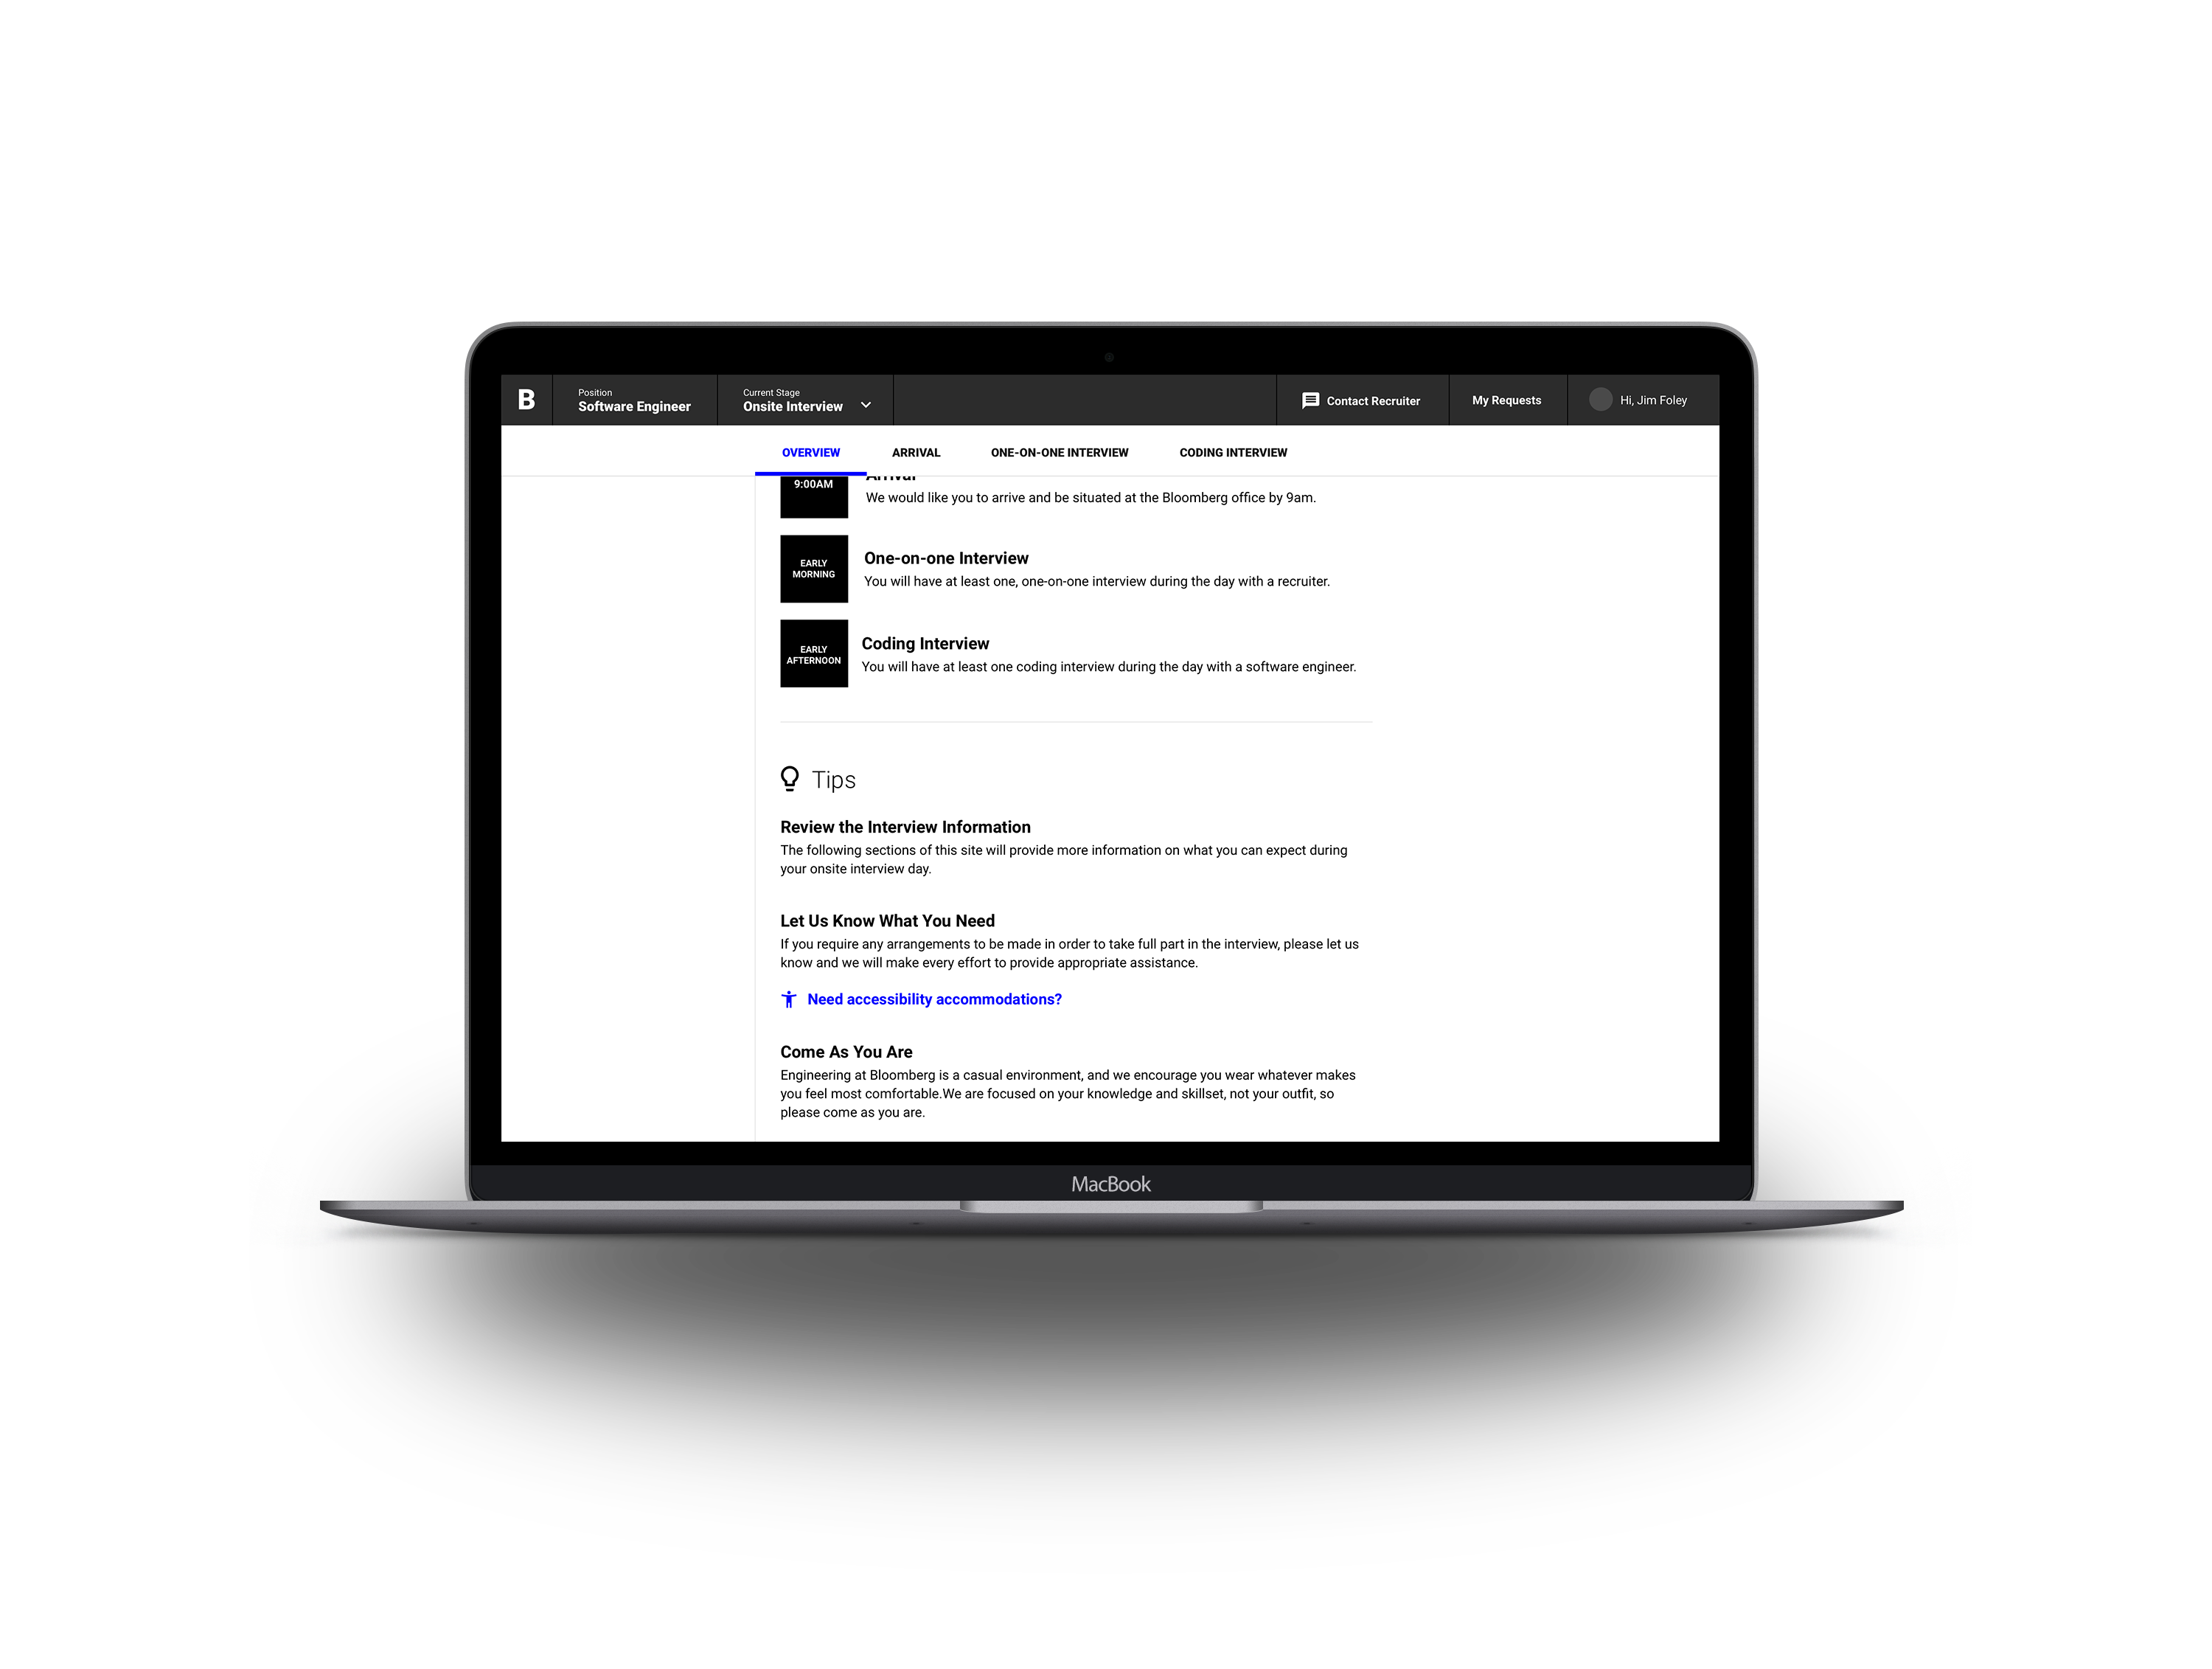 B
Position
Software Engineer
Current Stage
Onsite Interview
Contact Recruiter
My Requests
Hi, Jim Foley
OVERVIEW
ARRIVAL
ONE-ON-ONE INTERVIEW
CODING INTERVIEW
9:00AM
Arrival
We would like you to arrive and be situated at the Bloomberg office by 9am.
EARLY
MORNING
One-on-one Interview
You will have at least one, one-on-one interview during the day with a recruiter.
EARLY
AFTERNOON
Coding Interview
You will have at least one coding interview during the day with a software engineer.
Tips
Review the Interview Information
The following sections of this site will provide more information on what you can expect during
your onsite interview day.
Let Us Know What You Need
If you require any arrangements to be made in order to take full part in the interview, please let us
know and we will make every effort to provide appropriate assistance.
Need accessibility accommodations?
Come As You Are
Engineering at Bloomberg is a casual environment, and we encourage you wear whatever makes
you feel most comfortable.We are focused on your knowledge and skillset, not your outfit, so
please come as you are.
MacBook